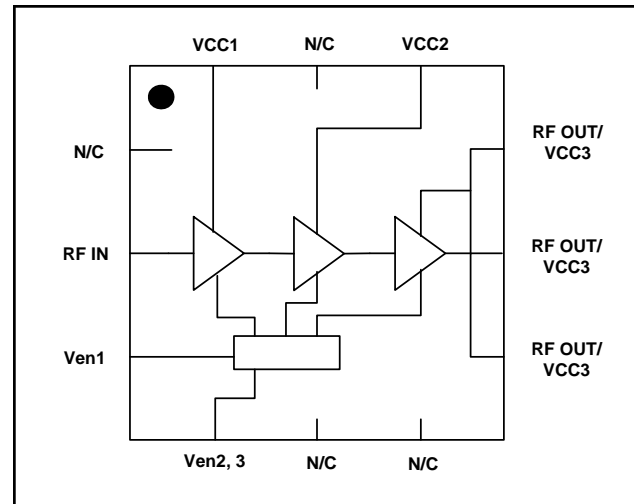 VCC1 N/C VCC2
N/C
RF OUT/
VCC3
RF IN
RF OUT/
VCC3
Ven1
RF OUT/
VCC3
Ven2, 3 N/C N/C